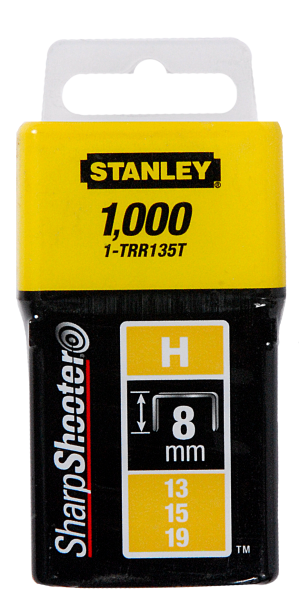 STANLEY®
1,000
1-TRR135T
SharpShooter
H
8
mm
13
15
19
TM